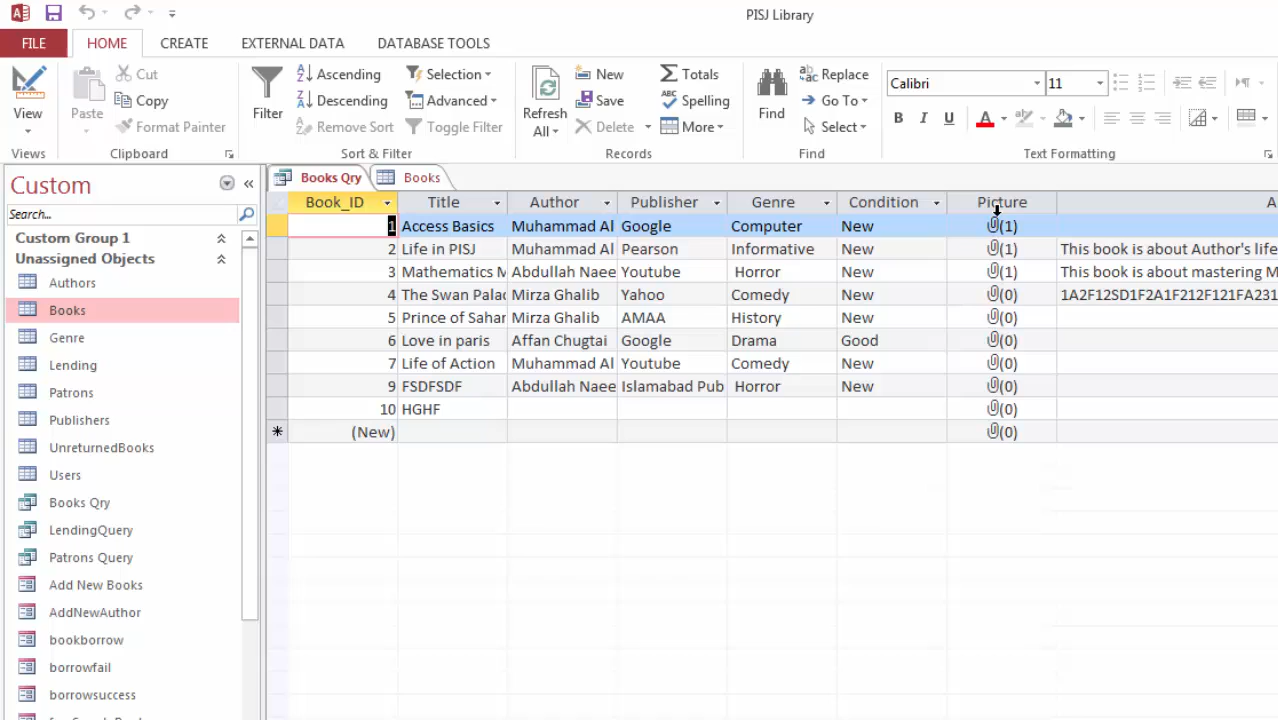 PISJ Library
FILE HOME CREATE EXTERNAL DATA DATABASE TOOLS
View
Views
Paste
Cut
Copy
Format Painter
Clipboard
Filter
Ascending
Descending
Remove Sort
Selection
Advanced
Toggle Filter
Sort & Filter
Refresh
All
New
Save
Delete
Totals
Spelling
More
Records
Find
Replace
Go To
Select
Find
Calibri 11
B I U A
Text Formatting
Custom
Search...
Custom Group 1
Unassigned Objects
Authors
Books
Genre
Lending
Patrons
Publishers
UnreturnedBooks
Users
Books Qry
LendingQuery
Patrons Query
Add New Books
AddNewAuthor
bookborrow
borrowfail
borrowsuccess
Books Qry Books
Book_ID Title Author Publisher Genre Condition Picture A
1 Access Basics Muhammad Al Google Computer New (1)
2 Life in PISJ Muhammad Al Pearson Informative New (1) This book is about Author's life
3 Mathematics M Abdullah Naee Youtube Horror New (1) This book is about mastering M
4 The Swan Palac Mirza Ghalib Yahoo Comedy New (0) 1A2F12SD1F2A1F212F121FA231
5 Prince of Sahar Mirza Ghalib AMAA History New (0)
6 Love in paris Affan Chugtai Google Drama Good (0)
7 Life of Action Muhammad Al Youtube Comedy New (0)
9 FSDFSDF Abdullah Naee Islamabad Pub Horror New (0)
10 HGHF (0)
(New) (0)